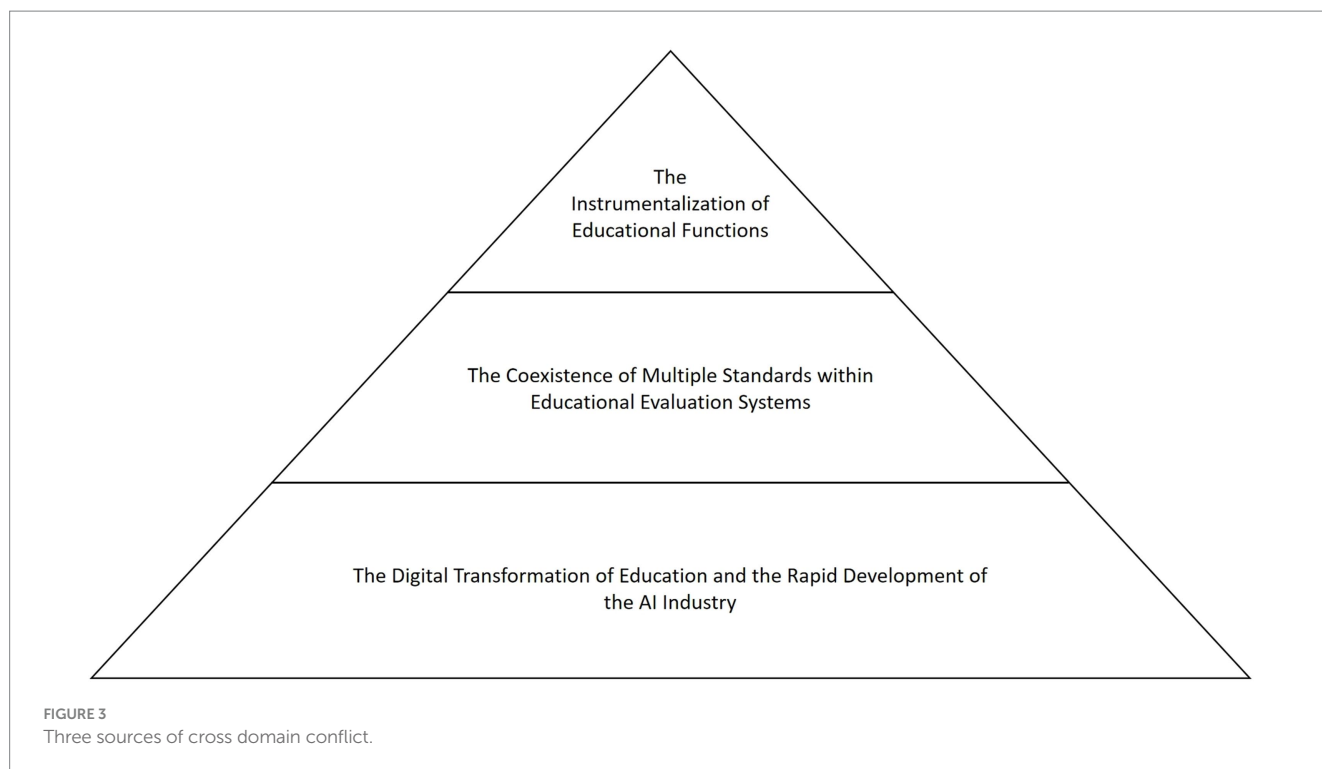 The
Instrumentalization of
Educational Functions
The Coexistence of Multiple Standards within
Educational Evaluation Systems
The Digital Transformation of Education and the Rapid Development of
the AI Industry
FIGURE 3
Three sources of cross domain conflict.